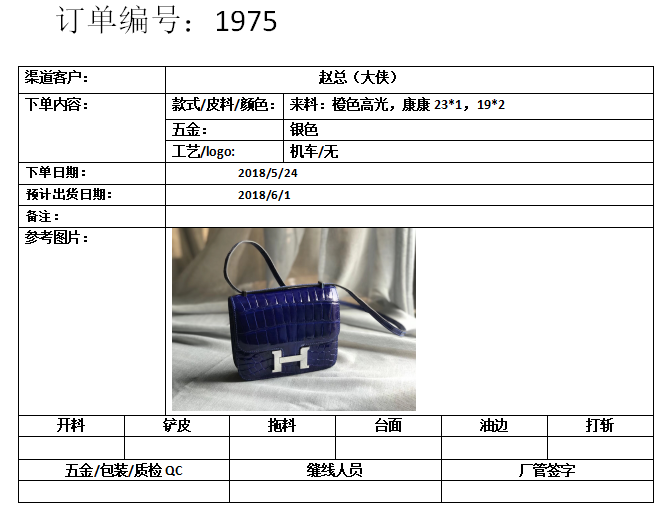 订单编号：1975
渠道客户： 赵总（大侠）
下单内容： 款式/皮料/颜色： 来料：橙色高光，康康 23*1，19*2
五金： 银色
工艺/logo: 机车/无
下单日期： 2018/5/24
预计出货日期： 2018/6/1
备注：
参考图片：
开料 铲皮 拖料 台面 油边 打斩
五金/包装/质检 QC 缝线人员 厂管签字